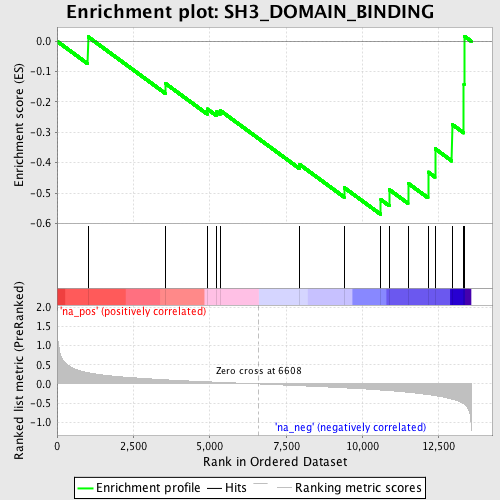 Enrichment plot: SH3_DOMAIN_BINDING
Enrichment score (ES)
0.0
-0.1
-0.2
-0.3
-0.4
-0.5
-0.6
'na_pos' (positively correlated)
Ranked list metric (PreRanked)
2.0
1.5
1.0
0.5
0.0
-0.5
-1.0
Zero cross at 6608
'na_neg' (negatively correlated)
0 2,500 5,000 7,500 10,000 12,500
Rank in Ordered Dataset
Enrichment profile Hits Ranking metric scores